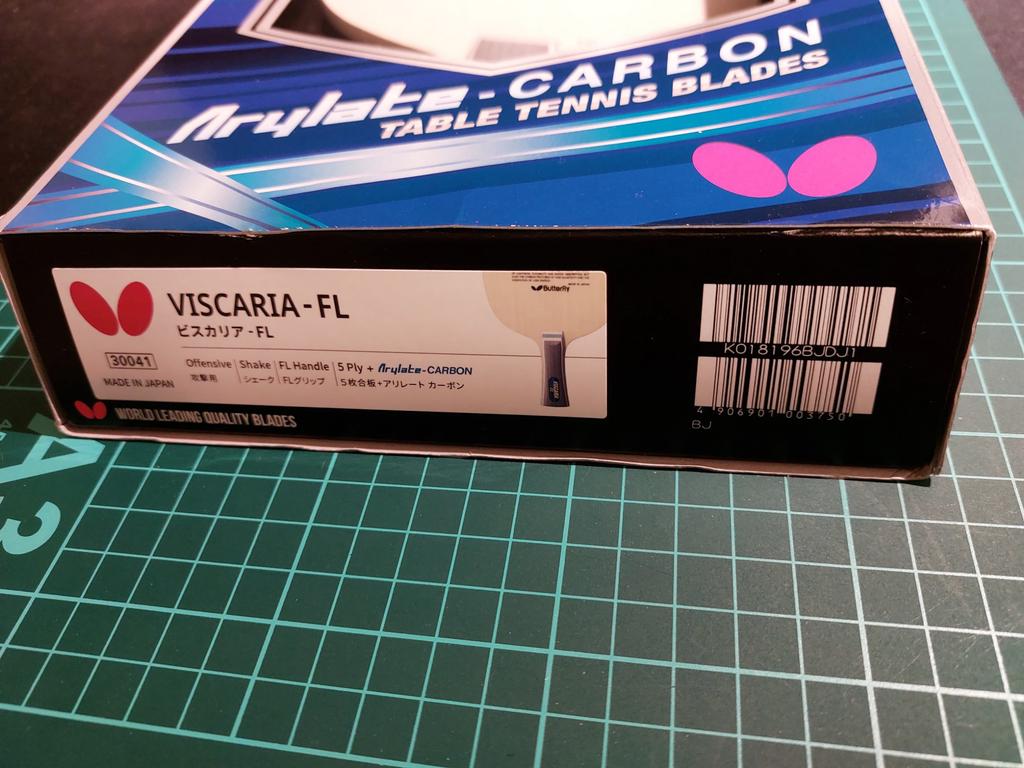 Arylate-CARBON
TABLE TENNIS BLADES
VISCARIA-FL
ビスカリア-FL
30041
MADE IN JAPAN
Offensive | Shake | FL Handle | 5 Ply + Arylate-CARBON
攻撃用 | シェーク | FLグリップ | 5枚合板+アリレート カーボン
Butterfly
VISCARIA
WORLD LEADING QUALITY BLADES
K018196BJDJ1
4 906901 003750
BJ
A3